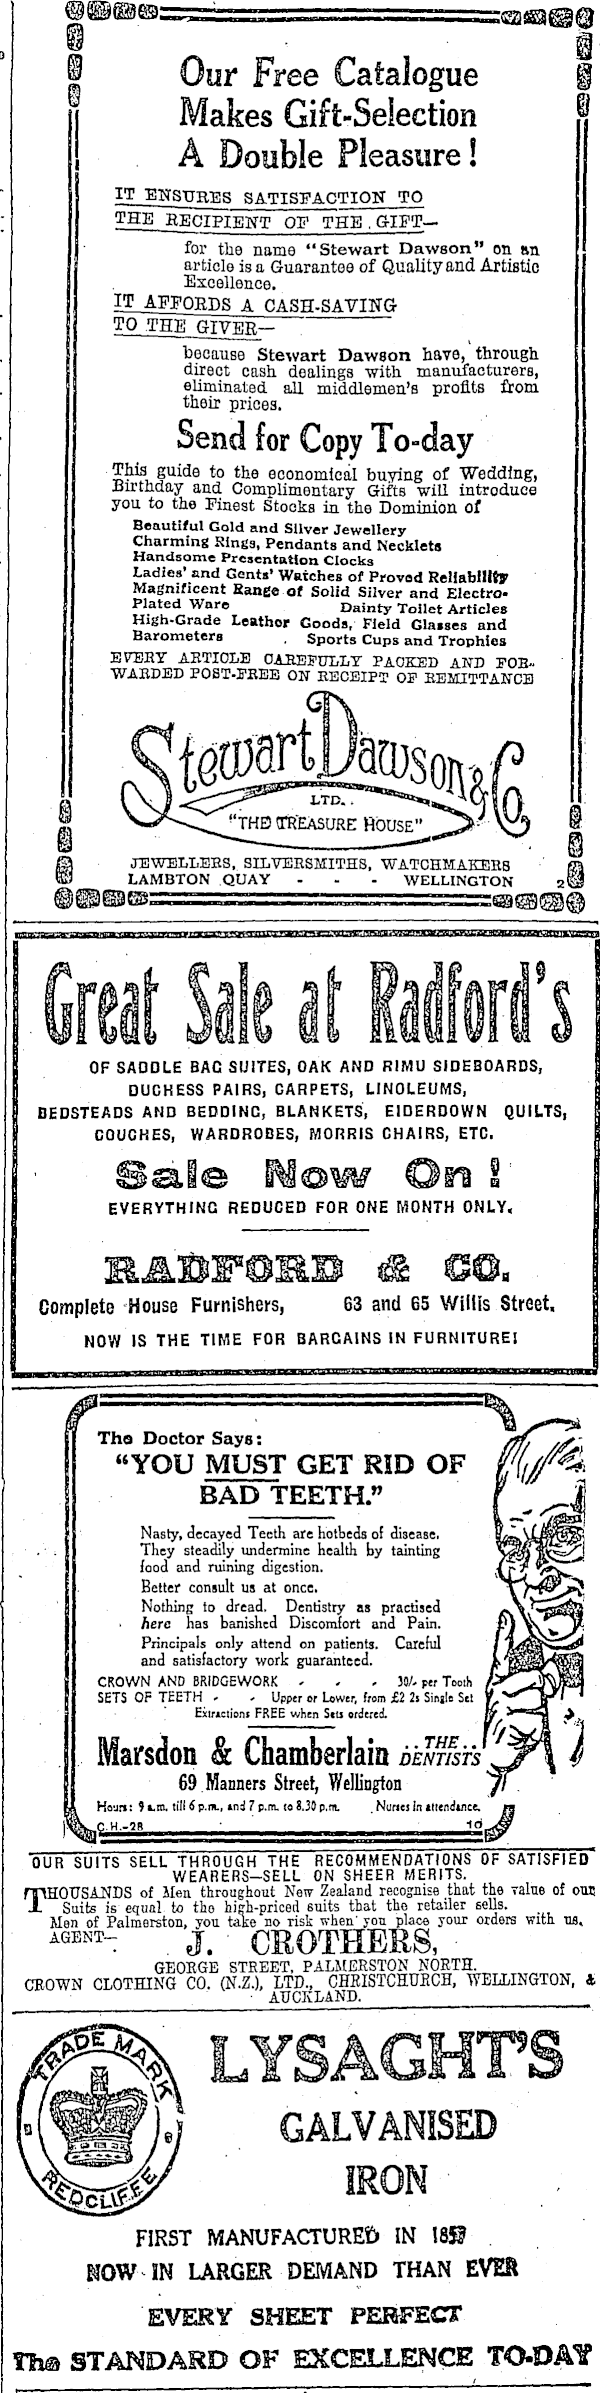 Our Free Catalogue
Makes Gift-Selection
A Double Pleasure!
IT ENSURES SATISFACTION TO
THE RECIPIENT OF THE GIFT—
for the name "Stewart Dawson" on an
article is a Guarantee of Quality and Artistic
Excellence.
IT AFFORDS A CASH-SAVING
TO THE GIVER—
because Stewart Dawson have, through
direct cash dealings with manufacturers,
eliminated all middlemen's profits from
their prices.
Send for Copy To-day
This guide to the economical buying of Wedding,
Birthday and Complimentary Gifts will introduce
you to the Finest Stocks in the Dominion of
Beautiful Gold and Silver Jewellery
Charming Rings, Pendants and Necklets
Handsome Presentation Clocks
Ladies' and Gents' Watches of Proved Reliability
Magnificent Range of Solid Silver and Electro-
Plated Ware Dainty Toilet Articles
High-Grade Leather Goods, Field Glasses and
Barometers Sports Cups and Trophies
EVERY ARTICLE CAREFULLY PACKED AND FOR-
WARDED POST-FREE ON RECEIPT OF REMITTANCE
Stewart Dawson & Co
LTD.
"THE TREASURE HOUSE"
JEWELLERS, SILVERSMITHS, WATCHMAKERS
LAMBTON QUAY - - - WELLINGTON 2
Great Sale at Radford's
OF SADDLE BAG SUITES, OAK AND RIMU SIDEBOARDS,
DUCHESS PAIRS, CARPETS, LINOLEUMS,
BEDSTEADS AND BEDDING, BLANKETS, EIDERDOWN QUILTS,
COUCHES, WARDROBES, MORRIS CHAIRS, ETC.
Sale Now On!
EVERYTHING REDUCED FOR ONE MONTH ONLY.
RADFORD & CO.
Complete House Furnishers, 63 and 65 Willis Street.
NOW IS THE TIME FOR BARGAINS IN FURNITURE!
The Doctor Says:
"YOU MUST GET RID OF
BAD TEETH."
Nasty, decayed Teeth are hotbeds of disease.
They steadily undermine health by tainting
food and ruining digestion.
Better consult us at once.
Nothing to dread. Dentistry as practised
here has banished Discomfort and Pain.
Principals only attend on patients. Careful
and satisfactory work guaranteed.
CROWN AND BRIDGEWORK - - - 30/- per Tooth
SETS OF TEETH - - Upper or Lower, from £2 2s Single Set
Extractions FREE when Sets ordered.
Marsdon & Chamberlain ..THE.. DENTISTS
69 Manners Street, Wellington
Hours: 9 a.m. till 6 p.m., and 7 p.m. to 8.30 p.m. Nurses in attendance.
C.H.-28 10
OUR SUITS SELL THROUGH THE RECOMMENDATIONS OF SATISFIED
WEARERS—SELL ON SHEER MERITS.
THOUSANDS of Men throughout New Zealand recognise that the value of our
Suits is equal to the high-priced suits that the retailer sells.
Men of Palmerston, you take no risk when you place your orders with us.
AGENT—
J. CROTHERS,
GEORGE STREET, PALMERSTON NORTH.
CROWN CLOTHING CO. (N.Z.), LTD., CHRISTCHURCH, WELLINGTON, &
AUCKLAND.
TRADE MARK
REDCLIFFE
LYSAGHT'S
GALVANISED
IRON
FIRST MANUFACTURED IN
NOW IN LARGER DEMAND THAN EVER
EVERY SHEET PERFECT
The STANDARD OF EXCELLENCE TO-DAY